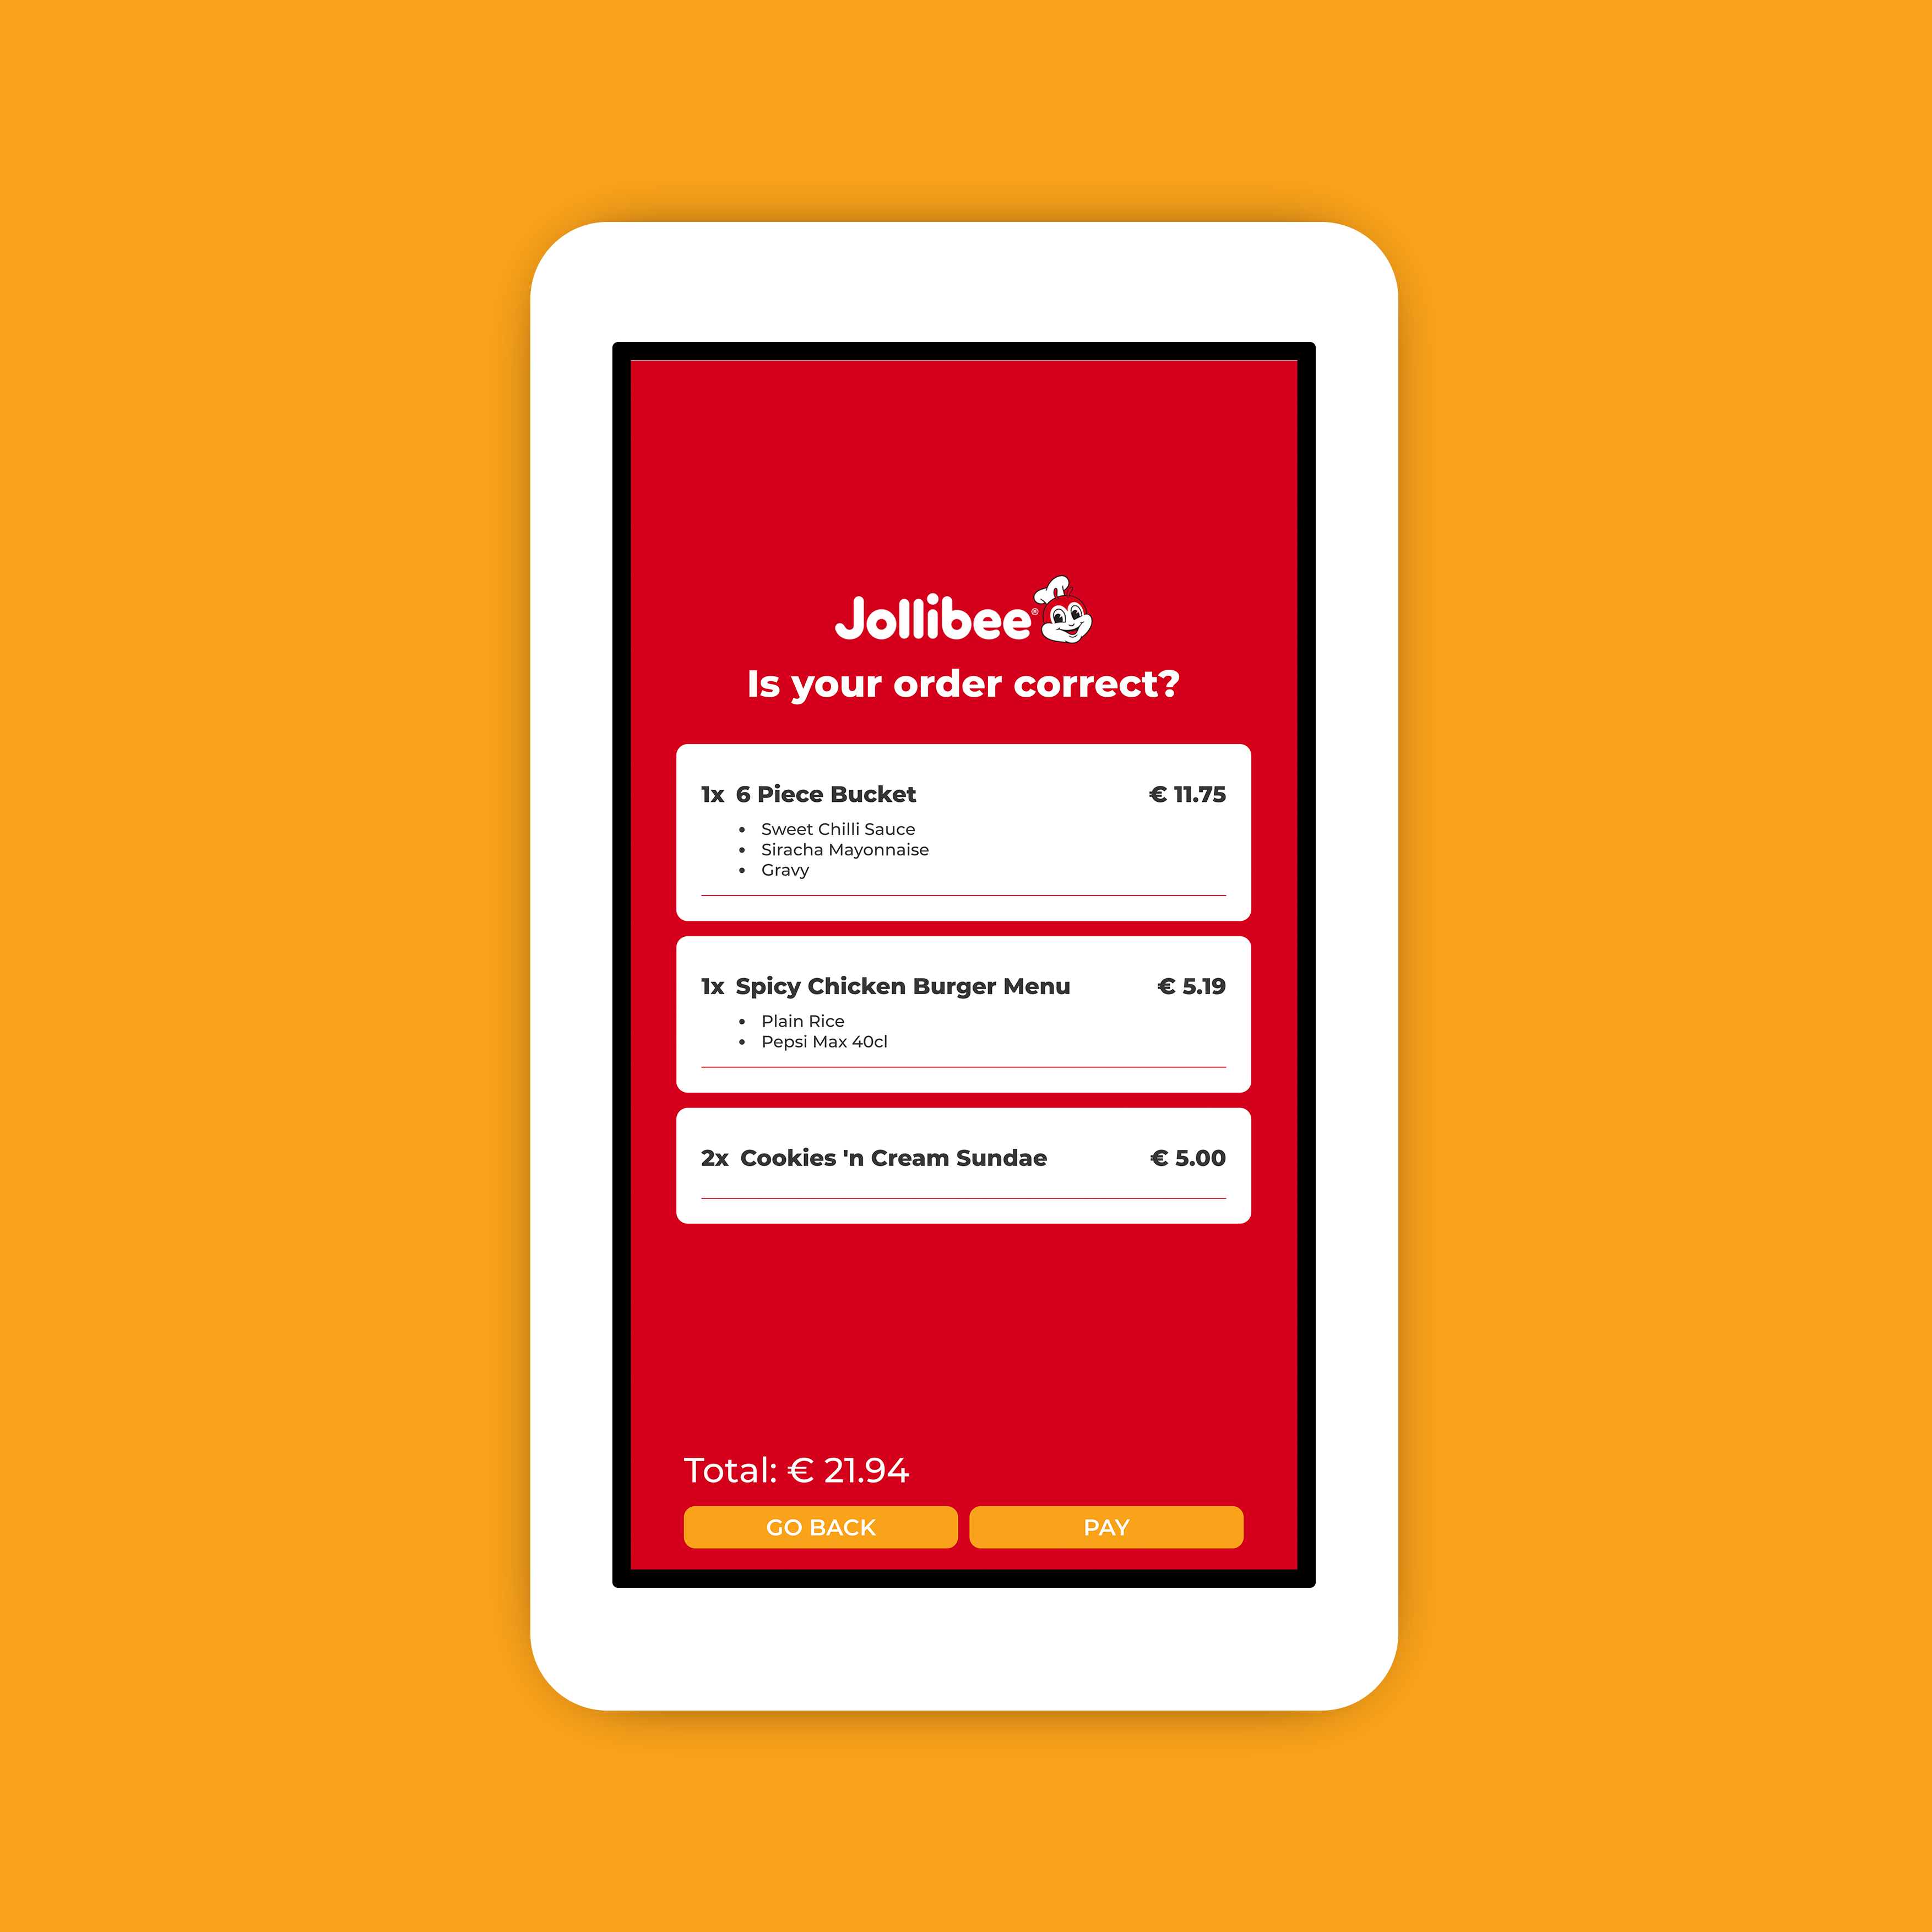 Jollibee®
Is your order correct?
1x 6 Piece Bucket € 11.75
• Sweet Chilli Sauce
• Siracha Mayonnaise
• Gravy
1x Spicy Chicken Burger Menu € 5.19
• Plain Rice
• Pepsi Max 40cl
2x Cookies 'n Cream Sundae € 5.00
Total: € 21.94
GO BACK PAY